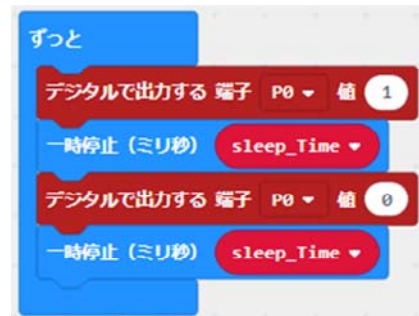 ずっと
デジタルで出力する 端子 P0 値 1
一時停止（ミリ秒） sleep_Time
デジタルで出力する 端子 P0 値 0
一時停止（ミリ秒） sleep_Time